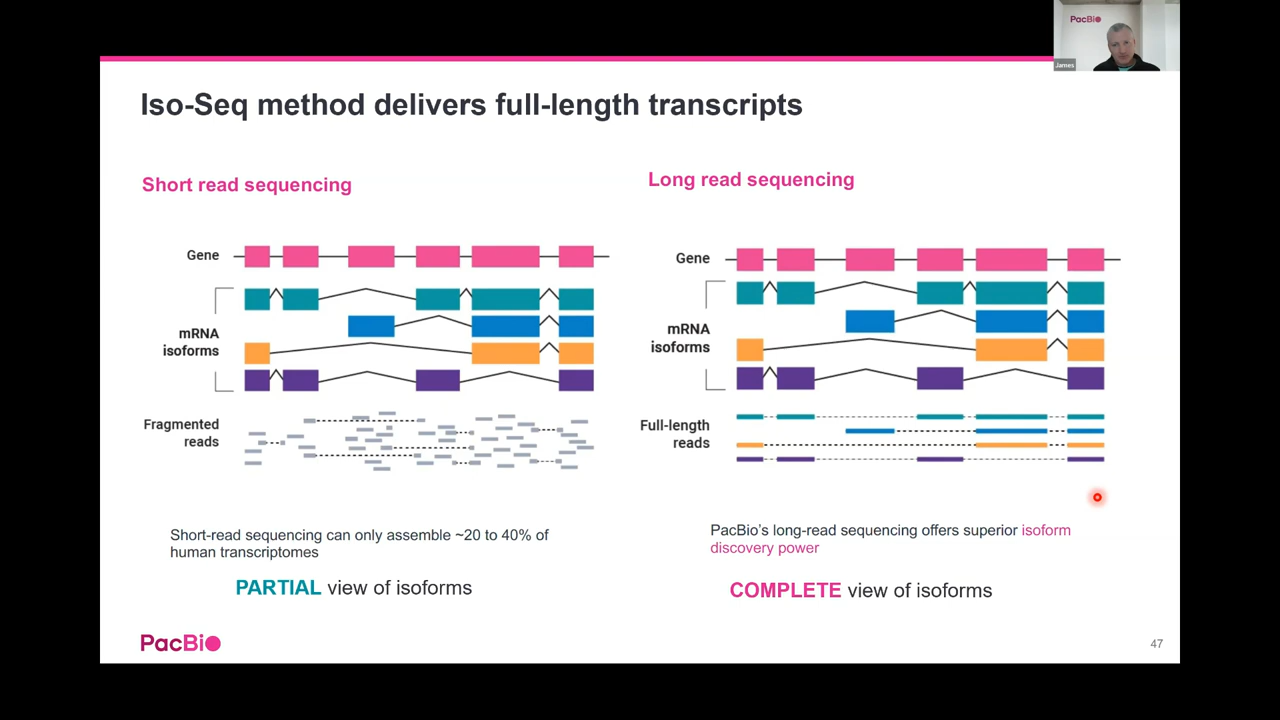 PacBio
James
Iso-Seq method delivers full-length transcripts
Short read sequencing
Gene
mRNA
isoforms
Fragmented
reads
Short-read sequencing can only assemble ~20 to 40% of
human transcriptomes
PARTIAL view of isoforms
Long read sequencing
Gene
mRNA
isoforms
Full-length
reads
PacBio’s long-read sequencing offers superior isoform
discovery power
COMPLETE view of isoforms
PacBio
47